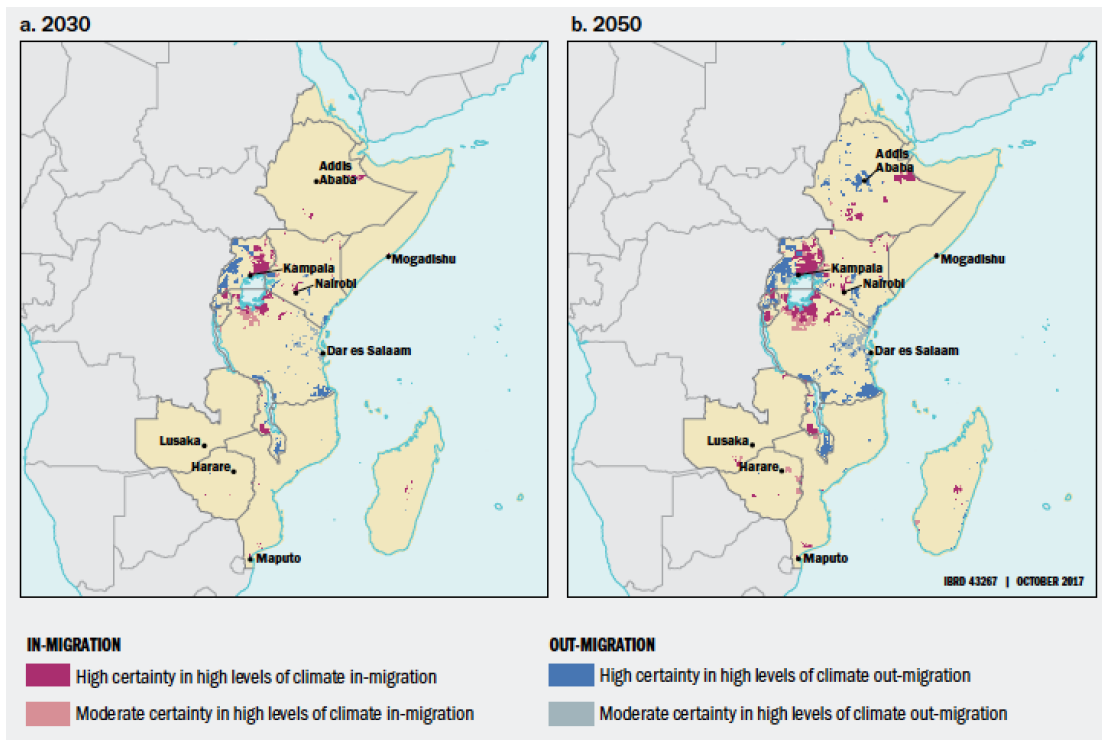 a. 2030
b. 2050
Addis
Ababa
Kampala
Mogadishu
Nairobi
Dar es Salaam
Lusaka
Harare
Maputo
Addis
Ababa
Kampala
Mogadishu
Nairobi
Dar es Salaam
Lusaka
Harare
Maputo
IBRD 43267 | OCTOBER 2017
IN-MIGRATION
High certainty in high levels of climate in-migration
Moderate certainty in high levels of climate in-migration
OUT-MIGRATION
High certainty in high levels of climate out-migration
Moderate certainty in high levels of climate out-migration